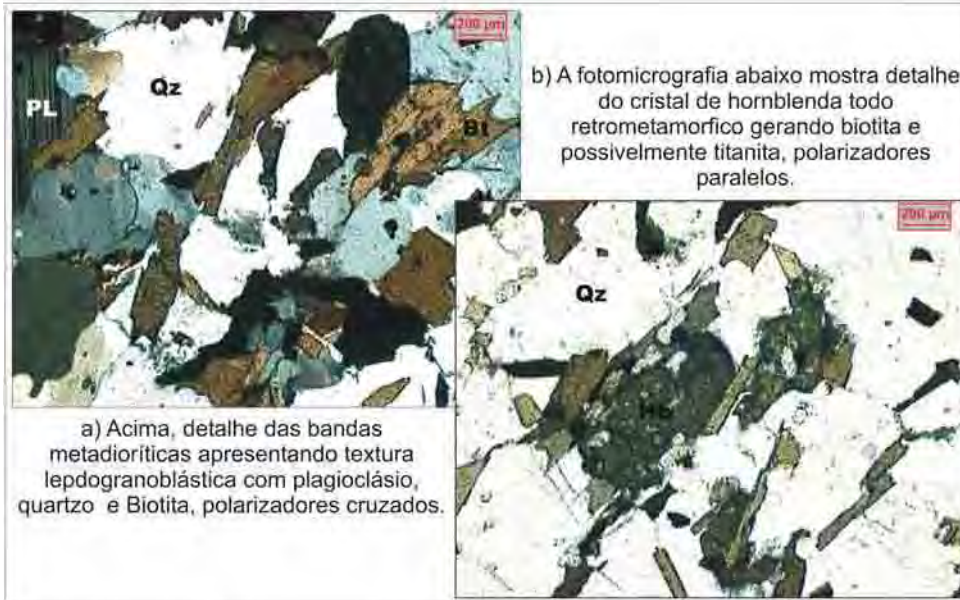 200 µm
PL
Qz
Bt
b) A fotomicrografia abaixo mostra detalhe
do cristal de hornblenda todo
retrometamorfico gerando biotita e
possivelmente titanita, polarizadores
paralelos.
200 µm
Qz
Hb
a) Acima, detalhe das bandas
metadioríticas apresentando textura
lepdogranoblástica com plagioclásio,
quartzo e Biotita, polarizadores cruzados.